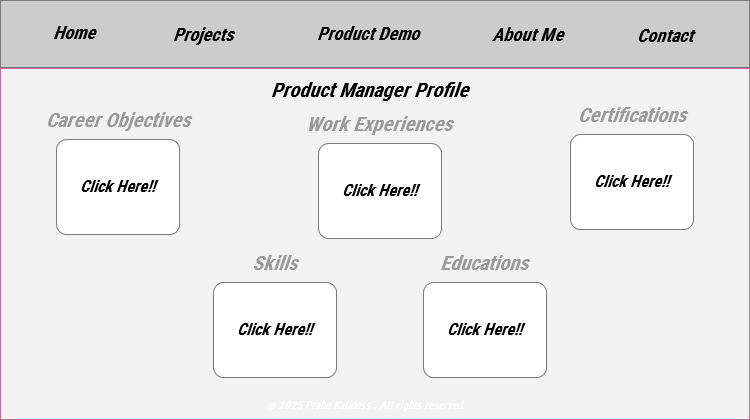 Home Projects Product Demo About Me Contact
Product Manager Profile
Career Objectives Work Experiences Certifications
Click Here!! Click Here!! Click Here!!
Skills Educations
Click Here!! Click Here!!
@ 2025 Prabu Kalidass . All rights reserved.